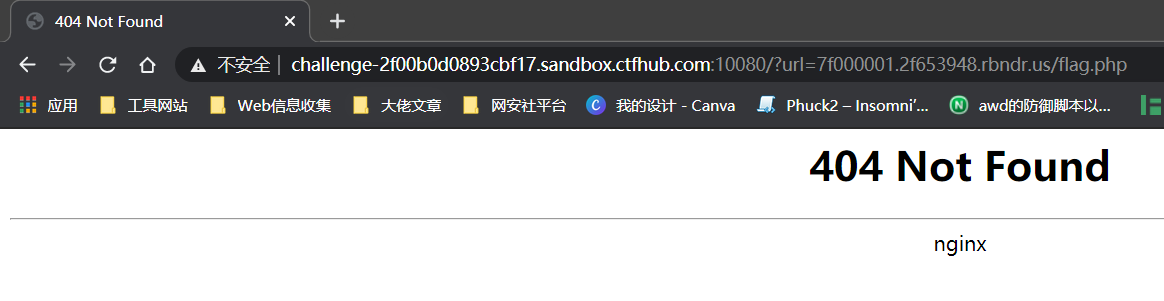 404 Not Found
不安全 | challenge-2f00b0d0893cbf17.sandbox.ctfhub.com:10080/?url=7f000001.2f653948.rbndr.us/flag.php
应用 工具网站 Web信息收集 大佬文章 网安社平台 我的设计 - Canva Phuck2 – Insomni'... awd的防御脚本以...
404 Not Found
nginx